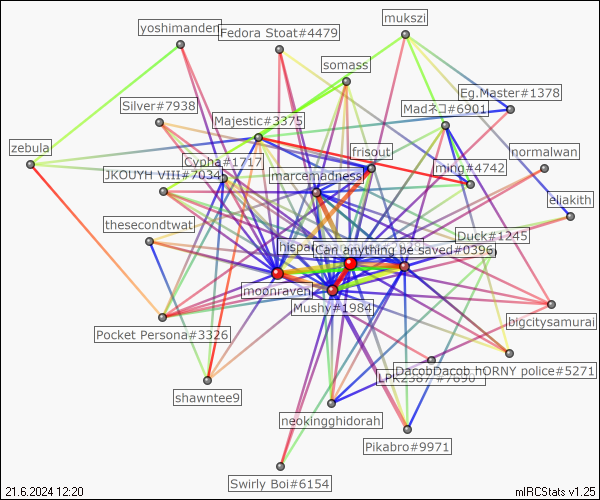 mukszi
yoshimanden
Fedora Stoat#4479
somass
Eg.Master#1378
Silver#7938
Madネコ#6901
Majestic#3375
zebula
frisout
normalwan
Cypha#1717
ming#4742
JKOUYH VIII#7034
marcemadness
eliakith
thesecondtwat
Duck#1245
hispa
Can anything be saved#0396
moonraven
Mushy#1984
bigcitysamurai
Pocket Persona#3326
DacobDacob hORNY police#5271
shawntee9
neokingghidorah
Pikabro#9971
Swirly Boi#6154
21.6.2024 12:20
mIRCStats v1.25